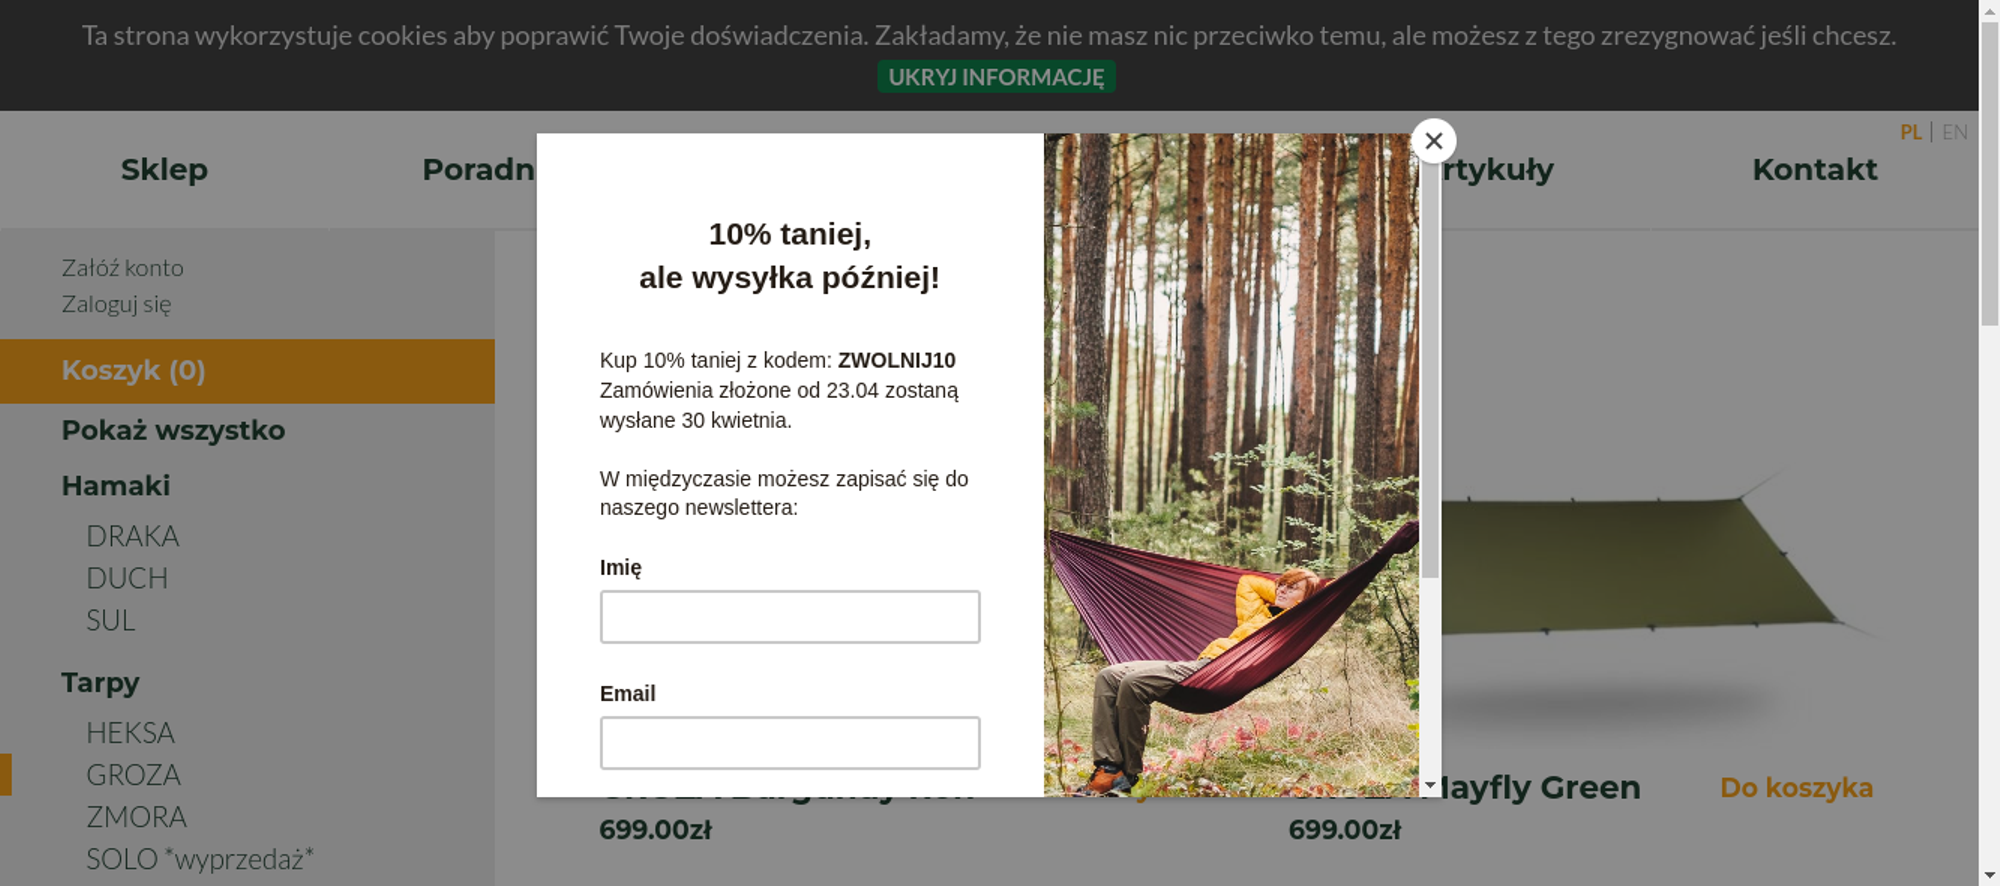 Ta strona wykorzystuje cookies aby poprawić Twoje doświadczenia. Zakładamy, że nie masz nic przeciwko temu, ale możesz z tego zrezygnować jeśli chcesz.
UKRYJ INFORMACJĘ
PL | EN
Sklep
Poradn
rtykuły
Kontakt
Załóż konto
Zaloguj się
Koszyk (0)
Pokaż wszystko
Hamaki
DRAKA
DUCH
SUL
Tarpy
HEKSA
GROZA
ZMORA
SOLO *wyprzedaż*
10% taniej,
ale wysyłka później!
Kup 10% taniej z kodem: ZWOLNIJ10
Zamówienia złożone od 23.04 zostaną
wysłane 30 kwietnia.
W międzyczasie możesz zapisać się do
naszego newslettera:
Imię
Email
699.00zł
Mayfly Green
Do koszyka
699.00zł